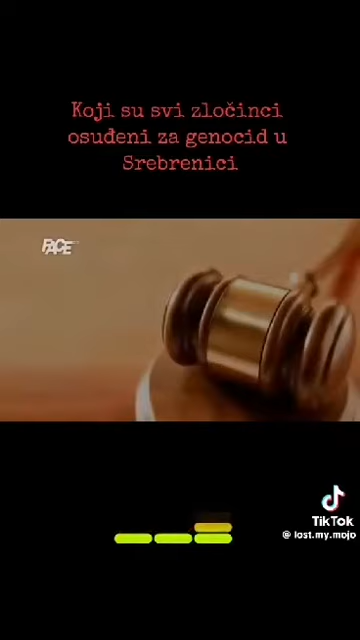 Koji su svi zločinci
osuđeni za genocid u
Srebrenici
FACE
TikTok
@ lost.my.mojo